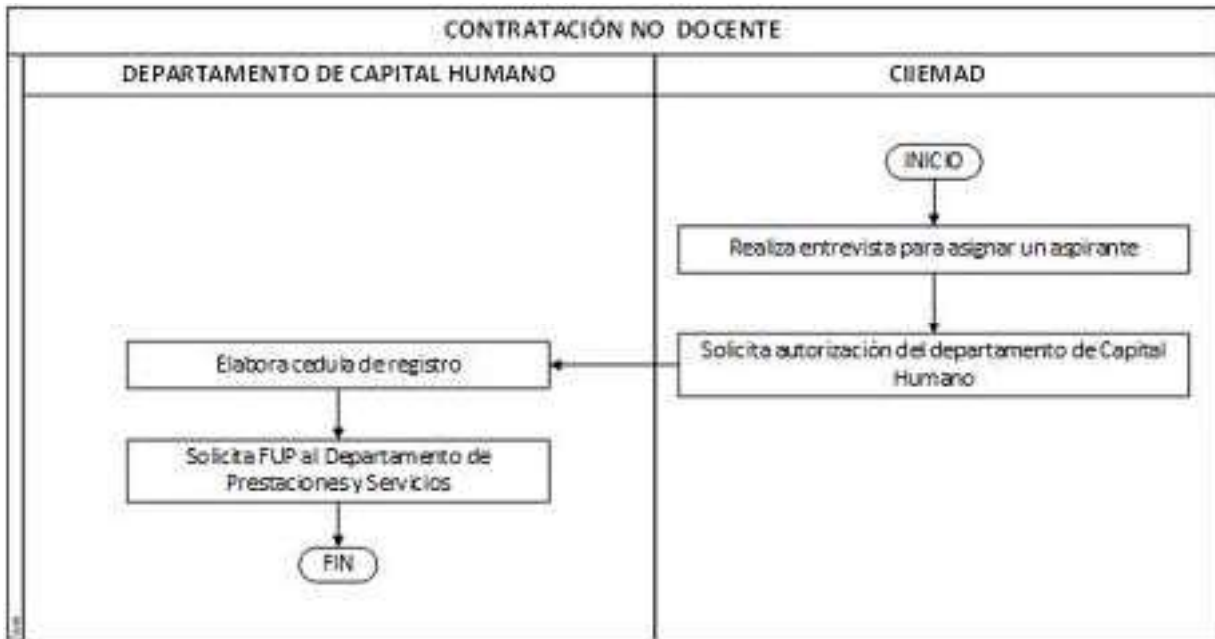 CONTRATACIÓN NO DOCENTE
DEPARTAMENTO DE CAPITAL HUMANO
CIIEMAD
INICIO
Realiza entrevista para asignar un aspirante
Solicita autorización del departamento de Capital
Humano
Elabora cedula de registro
Solicita FUP al Departamento de
Prestaciones y Servicios
FIN